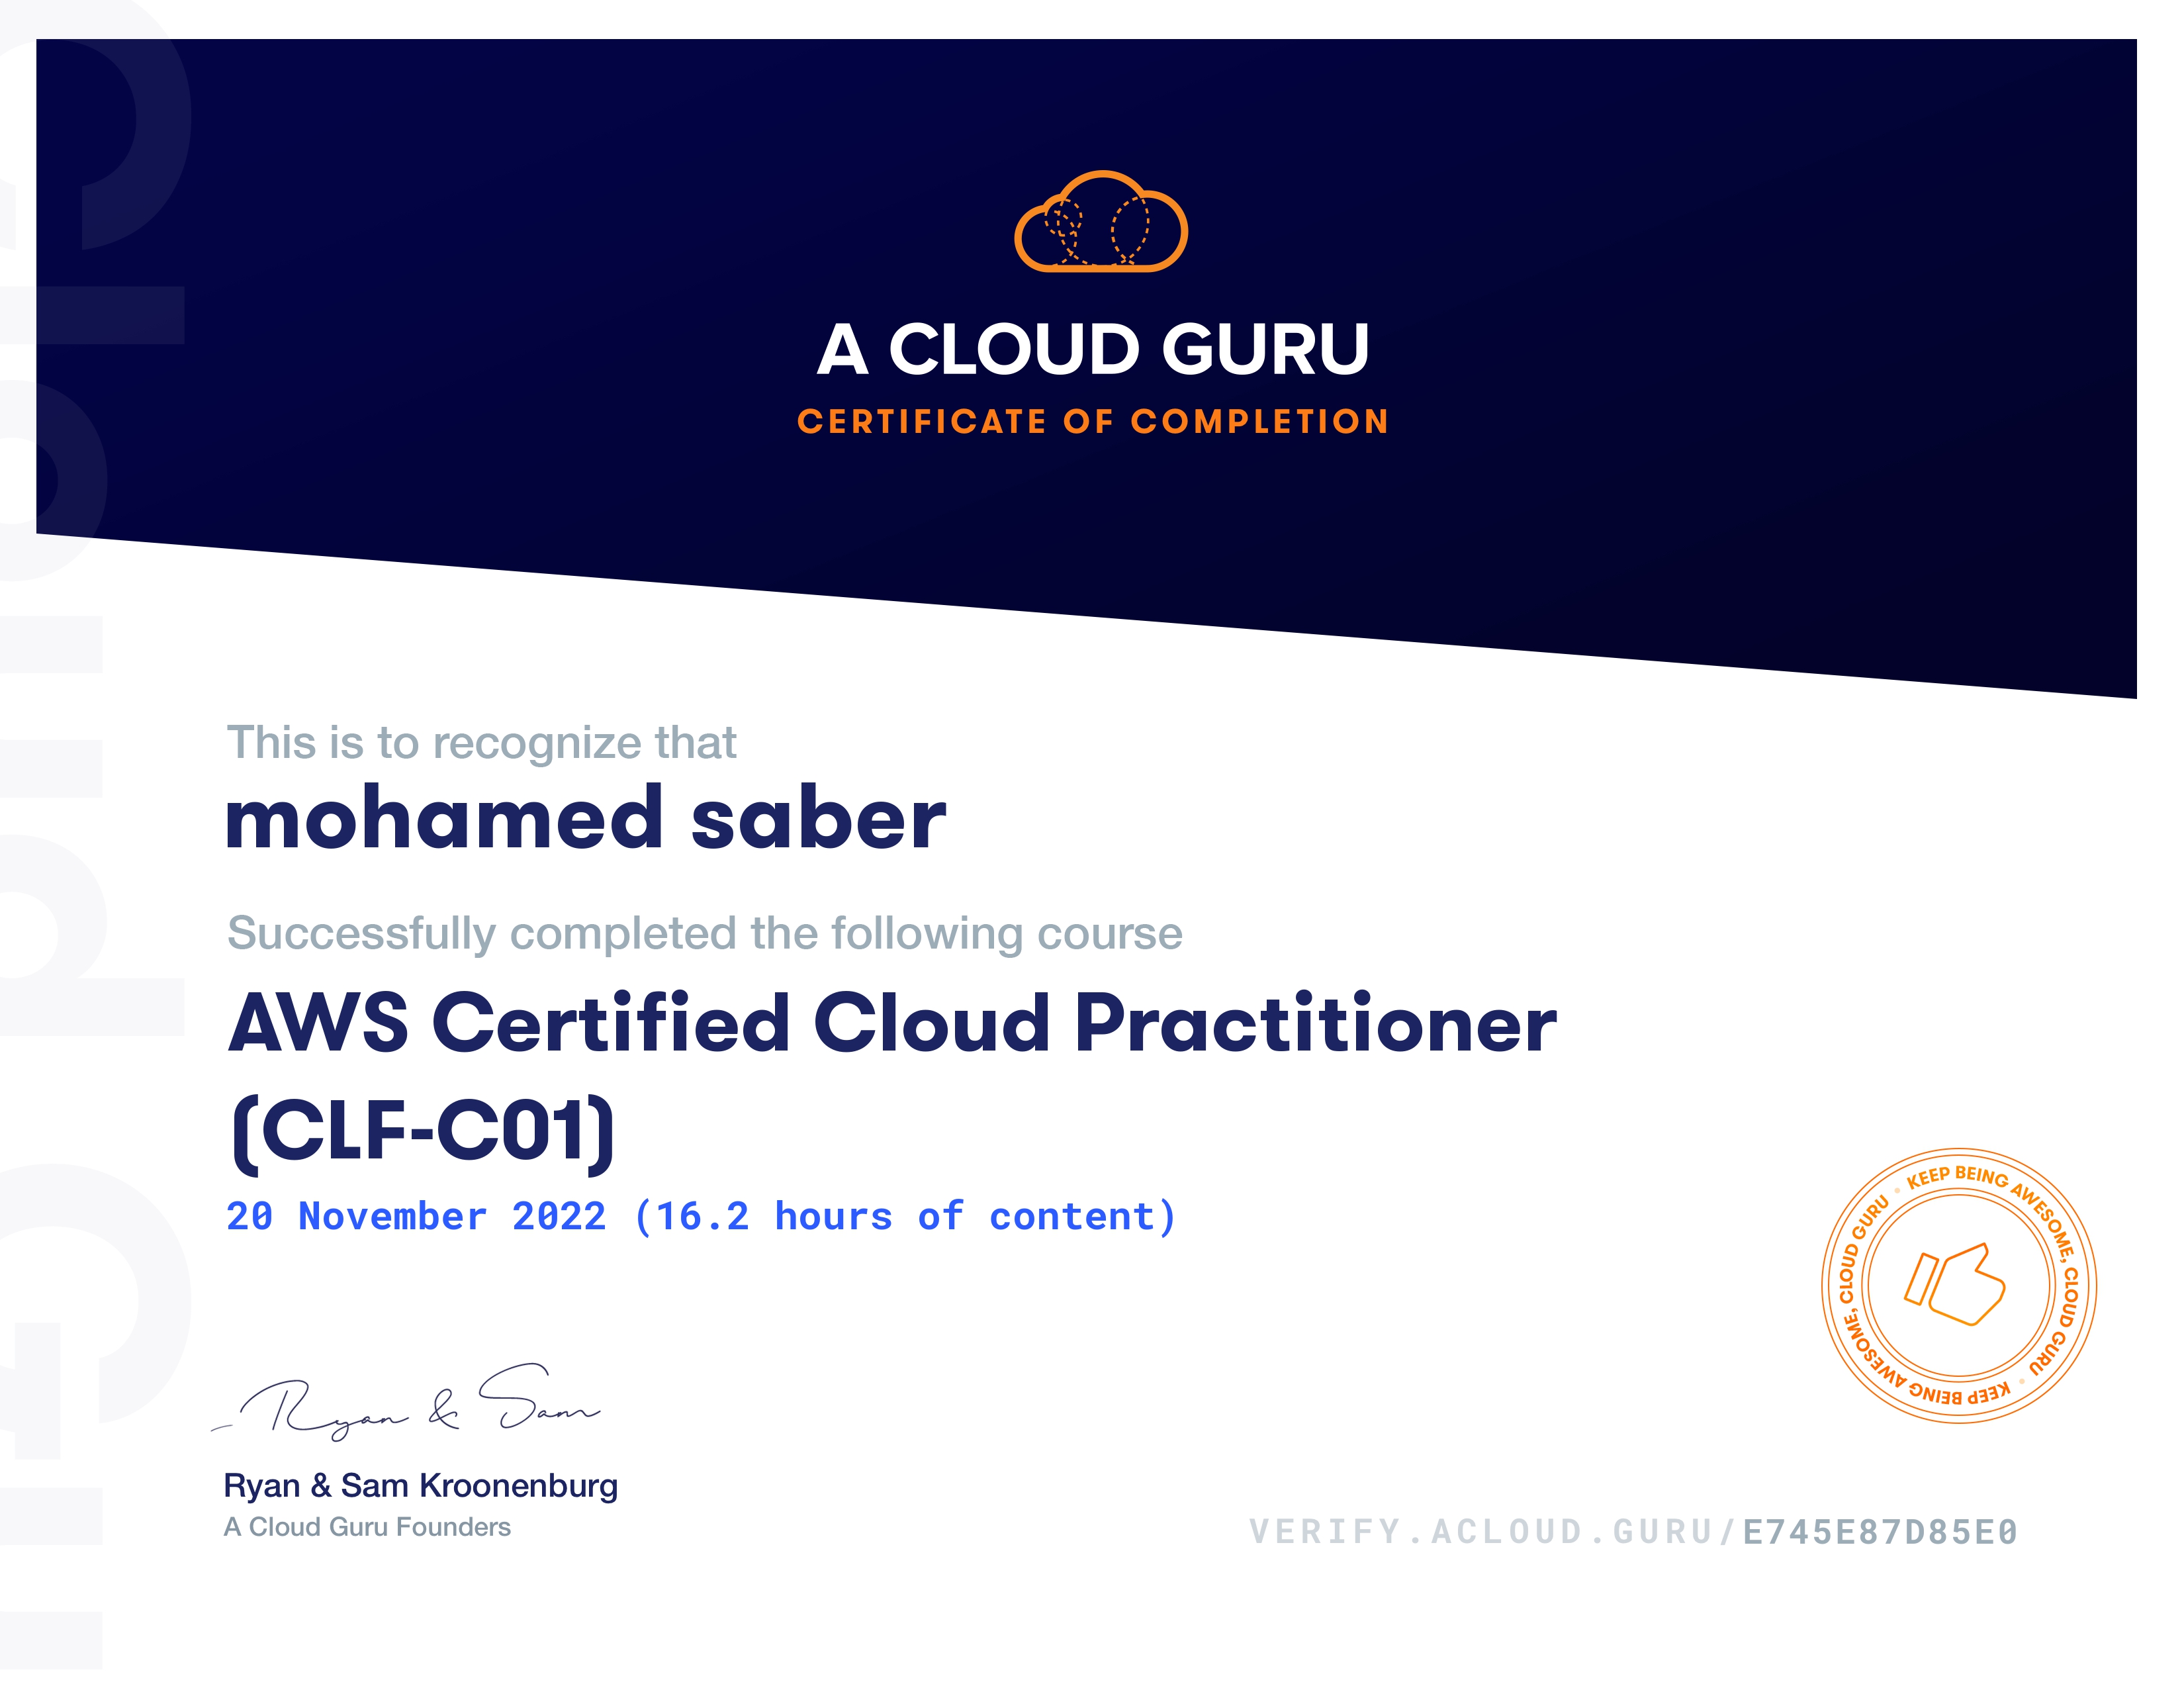 A CLOUD GURU
CERTIFICATE OF COMPLETION
This is to recognize that
mohamed saber
Successfully completed the following course
AWS Certified Cloud Practitioner
(CLF-C01)
20 November 2022 (16.2 hours of content)
KEEP BEING AWESOME, CLOUD GURU • KEEP BEING AWESOME, CLOUD GURU •
Ryan & Sam
Ryan & Sam Kroonenburg
A Cloud Guru Founders
VERIFY.ACLOUD.GURU/E745E87D85E0